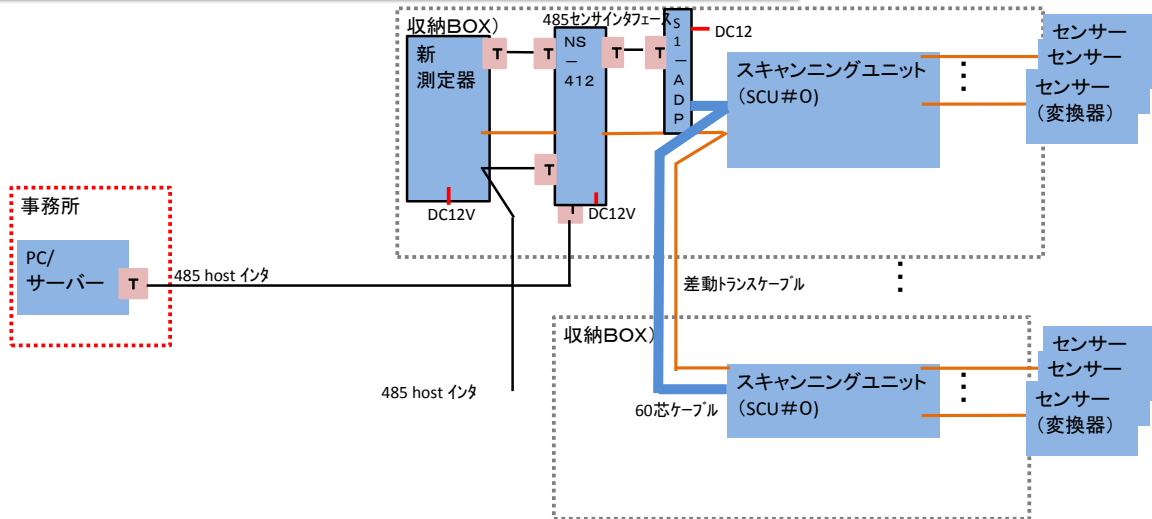 収納BOX)
新
測定器
T
T
485センサインタフェース
NS
－
412
T
T
S
1
－
A
D
P
DC12
スキャンニングユニット
(SCU#0)
センサー
センサー
センサー
(変換器)
T
DC12V
T
DC12V
事務所
PC/
サーバー
T
485 host インタ
差動トランスケーブル
485 host インタ
収納BOX)
60芯ケーブル
スキャンニングユニット
(SCU#0)
センサー
センサー
センサー
(変換器)